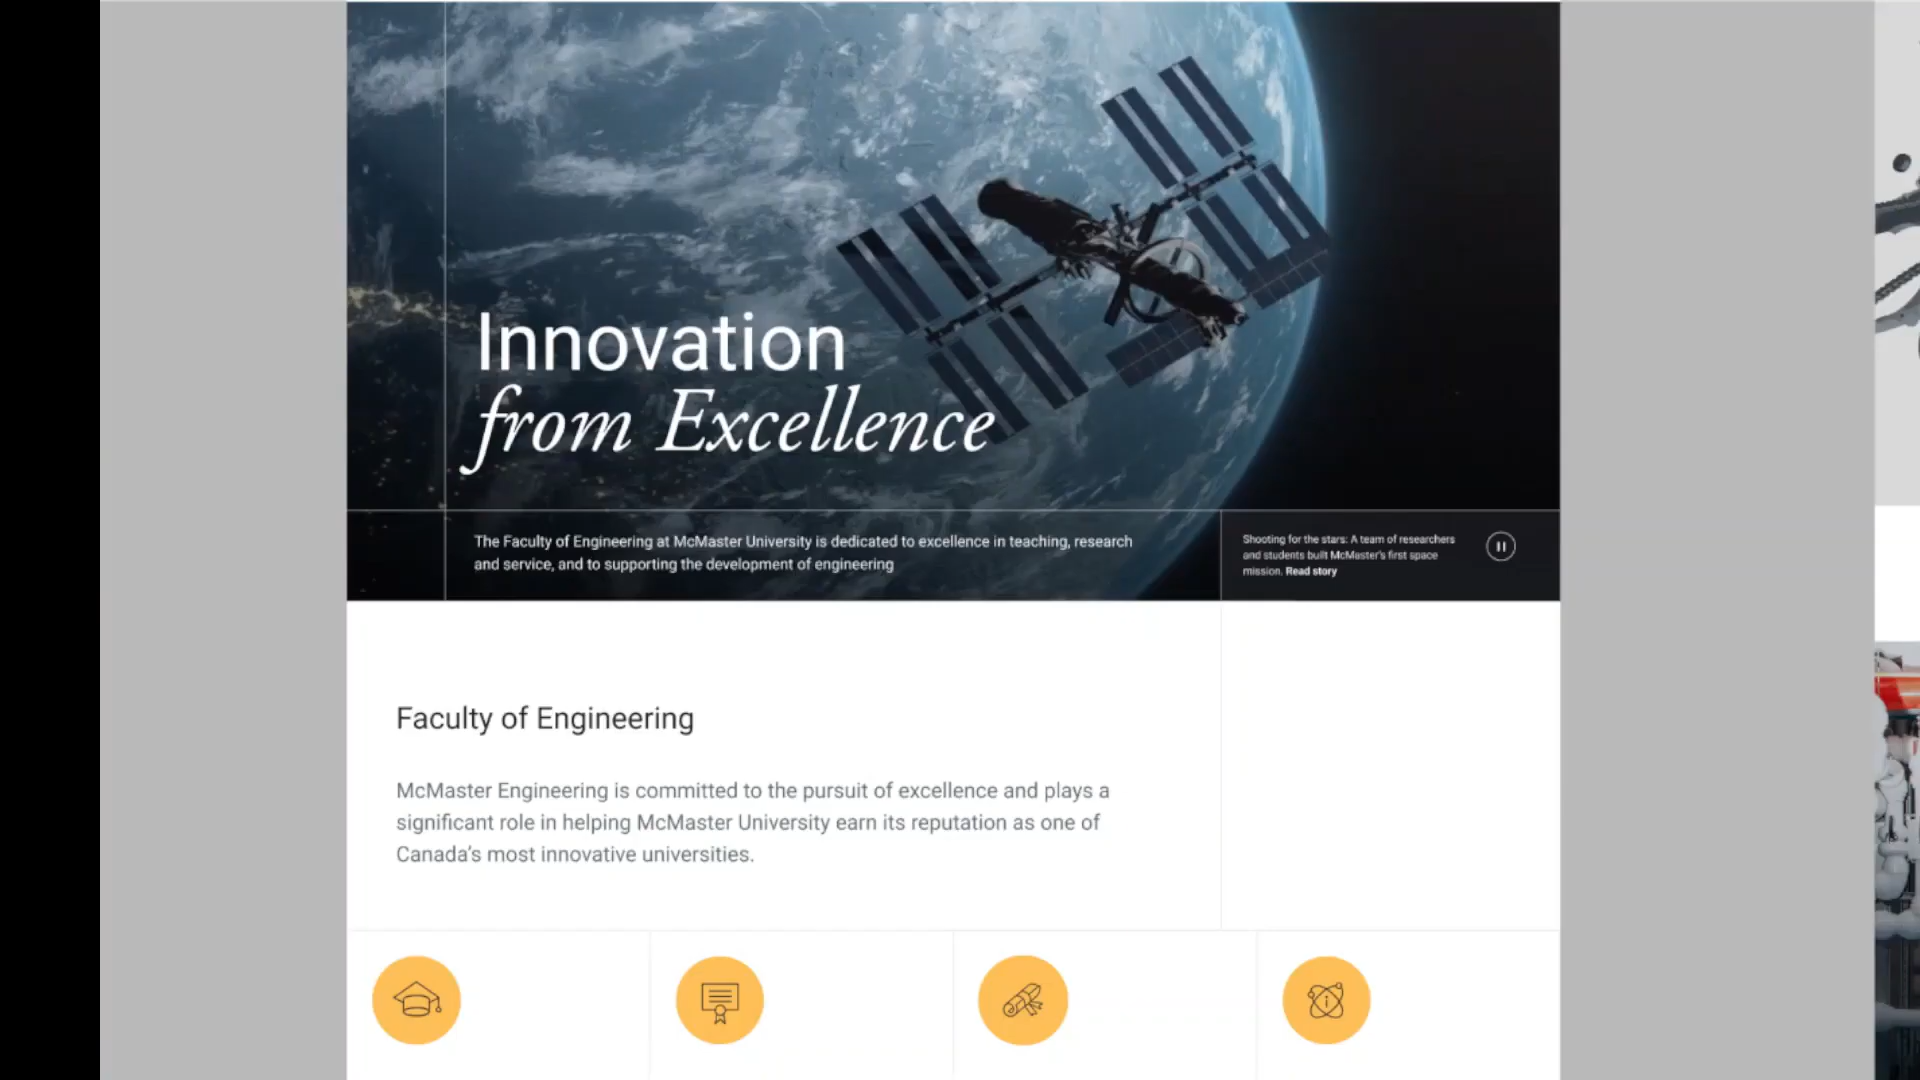 Innovation
from Excellence
The Faculty of Engineering at McMaster University is dedicated to excellence in teaching, research
and service, and to supporting the development of engineering
Shooting for the stars: A team of researchers
and students built McMaster's first space
mission. Read story
Faculty of Engineering
McMaster Engineering is committed to the pursuit of excellence and plays a
significant role in helping McMaster University earn its reputation as one of
Canada's most innovative universities.